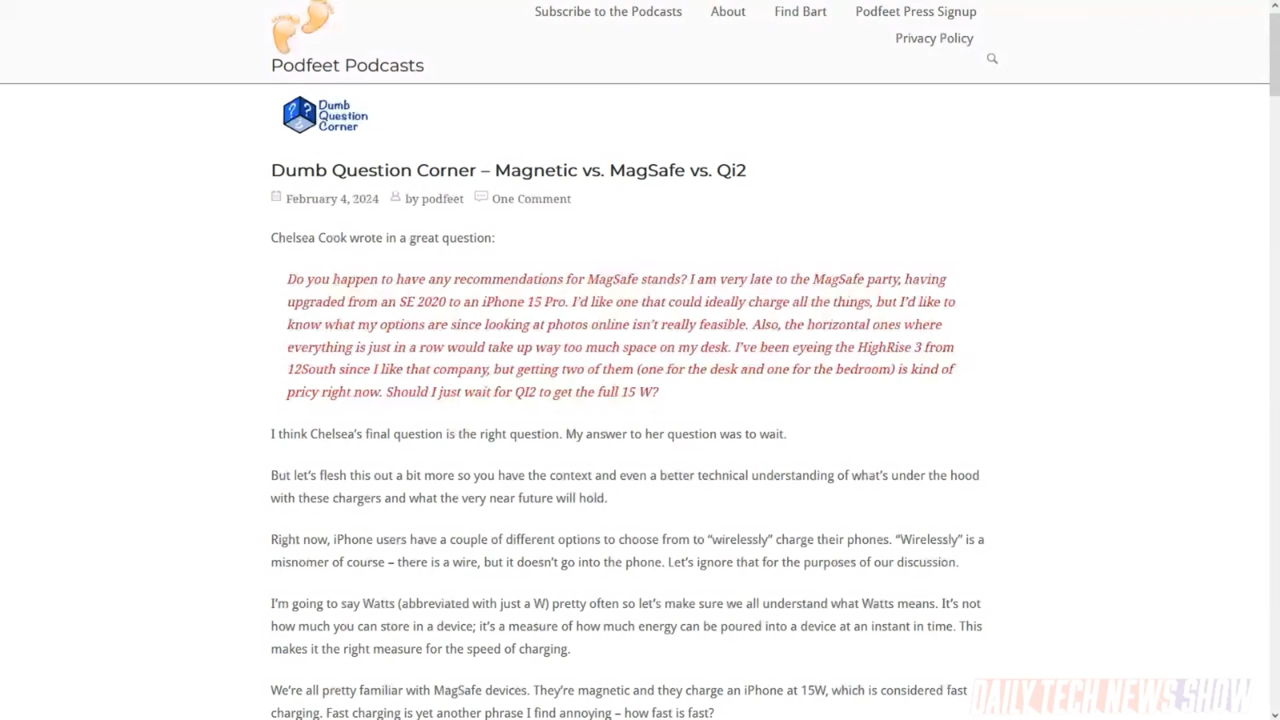 Subscribe to the Podcasts About Find Bart Podfeet Press Signup
Privacy Policy
Podfeet Podcasts
Dumb
Question
Corner
Dumb Question Corner – Magnetic vs. MagSafe vs. Qi2
February 4, 2024 by podfeet One Comment
Chelsea Cook wrote in a great question:
Do you happen to have any recommendations for MagSafe stands? I am very late to the MagSafe party, having
upgraded from an SE 2020 to an iPhone 15 Pro. I’d like one that could ideally charge all the things, but I’d like to
know what my options are since looking at photos online isn’t really feasible. Also, the horizontal ones where
everything is just in a row would take up way too much space on my desk. I’ve been eyeing the HighRise 3 from
12South since I like that company, but getting two of them (one for the desk and one for the bedroom) is kind of
pricy right now. Should I just wait for QI2 to get the full 15 W?
I think Chelsea’s final question is the right question. My answer to her question was to wait.
But let’s flesh this out a bit more so you have the context and even a better technical understanding of what’s under the hood
with these chargers and what the very near future will hold.
Right now, iPhone users have a couple of different options to choose from to “wirelessly” charge their phones. “Wirelessly” is a
misnomer of course – there is a wire, but it doesn’t go into the phone. Let’s ignore that for the purposes of our discussion.
I’m going to say Watts (abbreviated with just a W) pretty often so let’s make sure we all understand what Watts means. It’s not
how much you can store in a device; it’s a measure of how much energy can be poured into a device at an instant in time. This
makes it the right measure for the speed of charging.
We’re all pretty familiar with MagSafe devices. They’re magnetic and they charge an iPhone at 15W, which is considered fast
charging. Fast charging is yet another phrase I find annoying – how fast is fast?
DAILY TECH NEWS SHOW